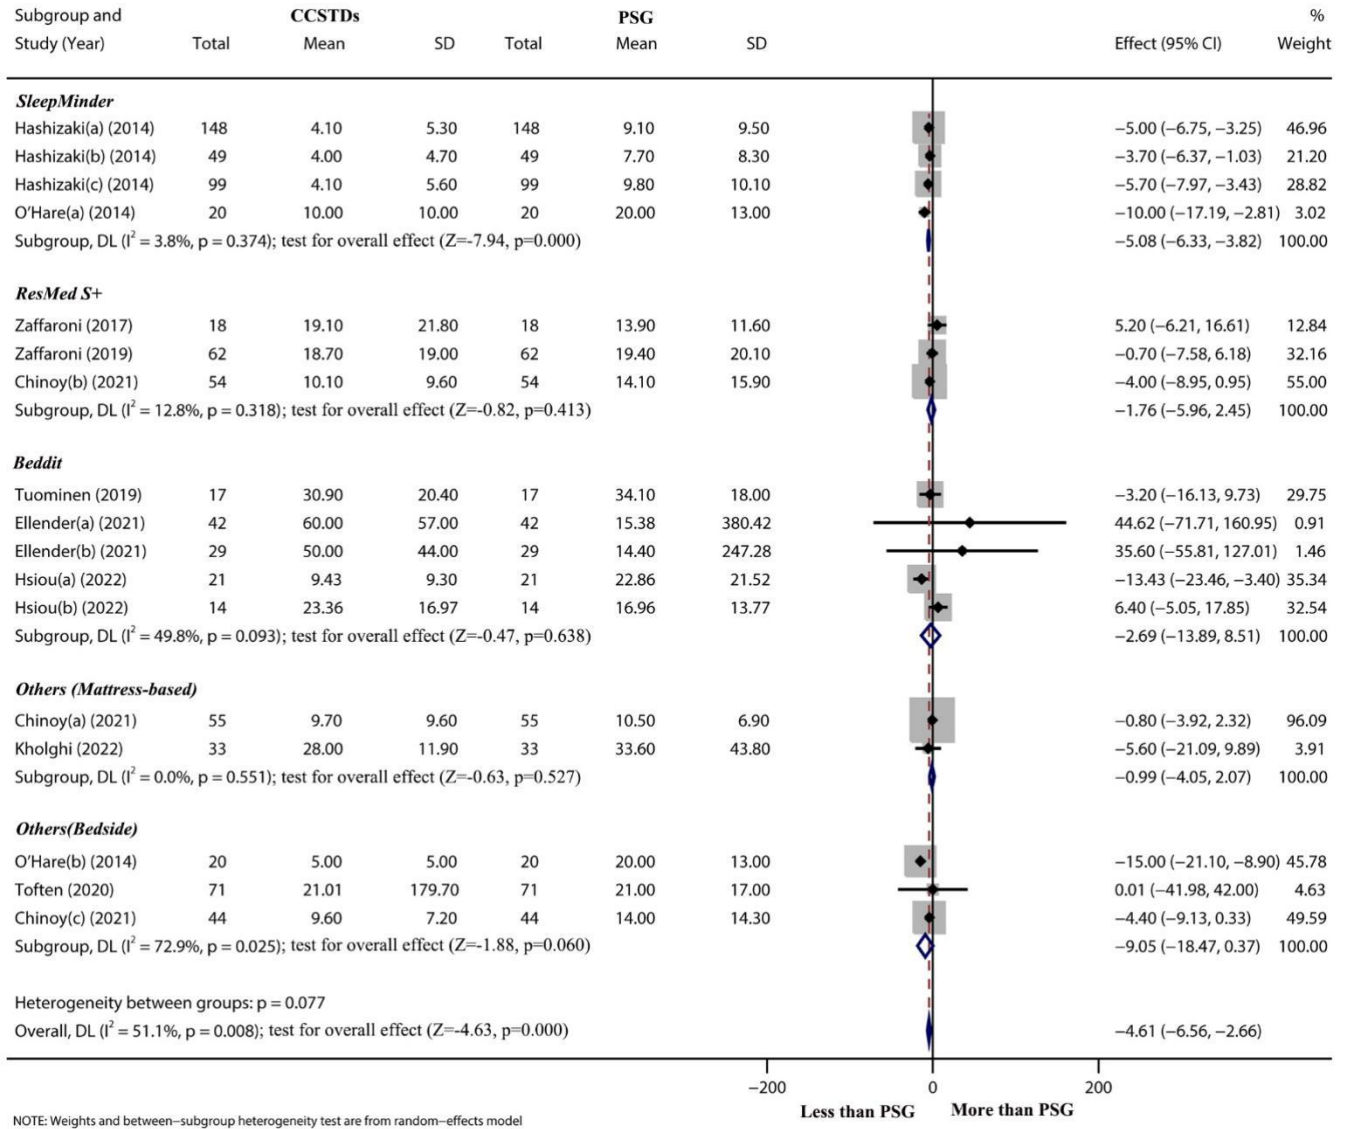 Subgroup and CCSTDs PSG %
Study (Year) Total Mean SD Total Mean SD Effect (95% CI) Weight
SleepMinder
Hashizaki(a) (2014) 148 4.10 5.30 148 9.10 9.50 −5.00 (−6.75, −3.25) 46.96
Hashizaki(b) (2014) 49 4.00 4.70 49 7.70 8.30 −3.70 (−6.37, −1.03) 21.20
Hashizaki(c) (2014) 99 4.10 5.60 99 9.80 10.10 −5.70 (−7.97, −3.43) 28.82
O'Hare(a) (2014) 20 10.00 10.00 20 20.00 13.00 −10.00 (−17.19, −2.81) 3.02
Subgroup, DL (I² = 3.8%, p = 0.374); test for overall effect (Z=-7.94, p=0.000) −5.08 (−6.33, −3.82) 100.00
ResMed S+
Zaffaroni (2017) 18 19.10 21.80 18 13.90 11.60 5.20 (−6.21, 16.61) 12.84
Zaffaroni (2019) 62 18.70 19.00 62 19.40 20.10 −0.70 (−7.58, 6.18) 32.16
Chinoy(b) (2021) 54 10.10 9.60 54 14.10 15.90 −4.00 (−8.95, 0.95) 55.00
Subgroup, DL (I² = 12.8%, p = 0.318); test for overall effect (Z=-0.82, p=0.413) −1.76 (−5.96, 2.45) 100.00
Beddit
Tuominen (2019) 17 30.90 20.40 17 34.10 18.00 −3.20 (−16.13, 9.73) 29.75
Ellender(a) (2021) 42 60.00 57.00 42 15.38 380.42 44.62 (−71.71, 160.95) 0.91
Ellender(b) (2021) 29 50.00 44.00 29 14.40 247.28 35.60 (−55.81, 127.01) 1.46
Hsiou(a) (2022) 21 9.43 9.30 21 22.86 21.52 −13.43 (−23.46, −3.40) 35.34
Hsiou(b) (2022) 14 23.36 16.97 14 16.96 13.77 6.40 (−5.05, 17.85) 32.54
Subgroup, DL (I² = 49.8%, p = 0.093); test for overall effect (Z=-0.47, p=0.638) −2.69 (−13.89, 8.51) 100.00
Others (Mattress-based)
Chinoy(a) (2021) 55 9.70 9.60 55 10.50 6.90 −0.80 (−3.92, 2.32) 96.09
Kholghi (2022) 33 28.00 11.90 33 33.60 43.80 −5.60 (−21.09, 9.89) 3.91
Subgroup, DL (I² = 0.0%, p = 0.551); test for overall effect (Z=-0.63, p=0.527) −0.99 (−4.05, 2.07) 100.00
Others(Bedside)
O'Hare(b) (2014) 20 5.00 5.00 20 20.00 13.00 −15.00 (−21.10, −8.90) 45.78
Toften (2020) 71 21.01 179.70 71 21.00 17.00 0.01 (−41.98, 42.00) 4.63
Chinoy(c) (2021) 44 9.60 7.20 44 14.00 14.30 −4.40 (−9.13, 0.33) 49.59
Subgroup, DL (I² = 72.9%, p = 0.025); test for overall effect (Z=-1.88, p=0.060) −9.05 (−18.47, 0.37) 100.00
Heterogeneity between groups: p = 0.077
Overall, DL (I² = 51.1%, p = 0.008); test for overall effect (Z=-4.63, p=0.000) −4.61 (−6.56, −2.66)
−200 0 200
Less than PSG More than PSG
NOTE: Weights and between−subgroup heterogeneity test are from random−effects model